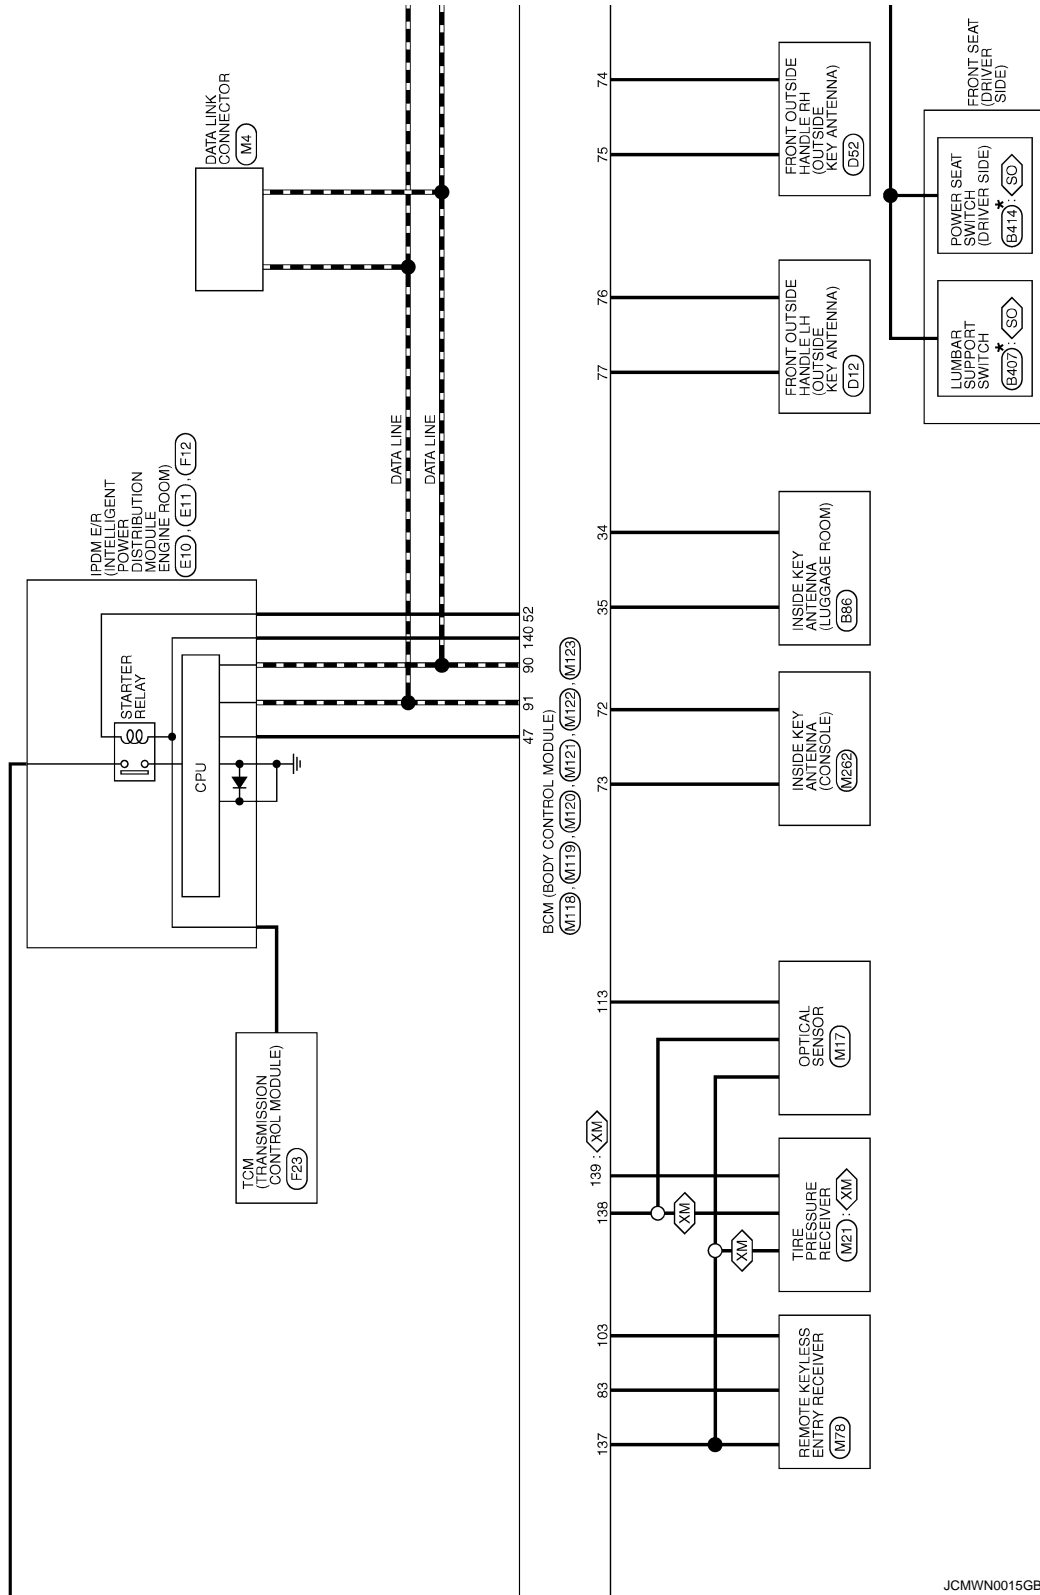 IPDM E/R
(INTELLIGENT
POWER
DISTRIBUTION
MODULE
ENGINE ROOM)
E10 , E11 , F12
STARTER
RELAY
CPU
DATA LINK
CONNECTOR
M4
DATA LINE
DATA LINE
TCM
(TRANSMISSION
CONTROL MODULE)
F23
47
91
90
140
52
BCM (BODY CONTROL MODULE)
M118 , M119 , M120 , M121 , M122 , M123
137
83
103
138
139 : XM
113
73
72
35
34
77
76
75
74
XM
XM
REMOTE KEYLESS
ENTRY RECEIVER
M78
TIRE
PRESSURE
RECEIVER
M21 : XM
OPTICAL
SENSOR
M17
INSIDE KEY
ANTENNA
(CONSOLE)
M262
INSIDE KEY
ANTENNA
(LUGGAGE ROOM)
B86
FRONT OUTSIDE
HANDLE LH
(OUTSIDE
KEY ANTENNA)
D12
FRONT OUTSIDE
HANDLE RH
(OUTSIDE
KEY ANTENNA)
D52
LUMBAR
SUPPORT
SWITCH
B407 * : SO
POWER SEAT
SWITCH
(DRIVER SIDE)
B414 * : SO
FRONT SEAT
(DRIVER
SIDE)
JCMWN0015GB